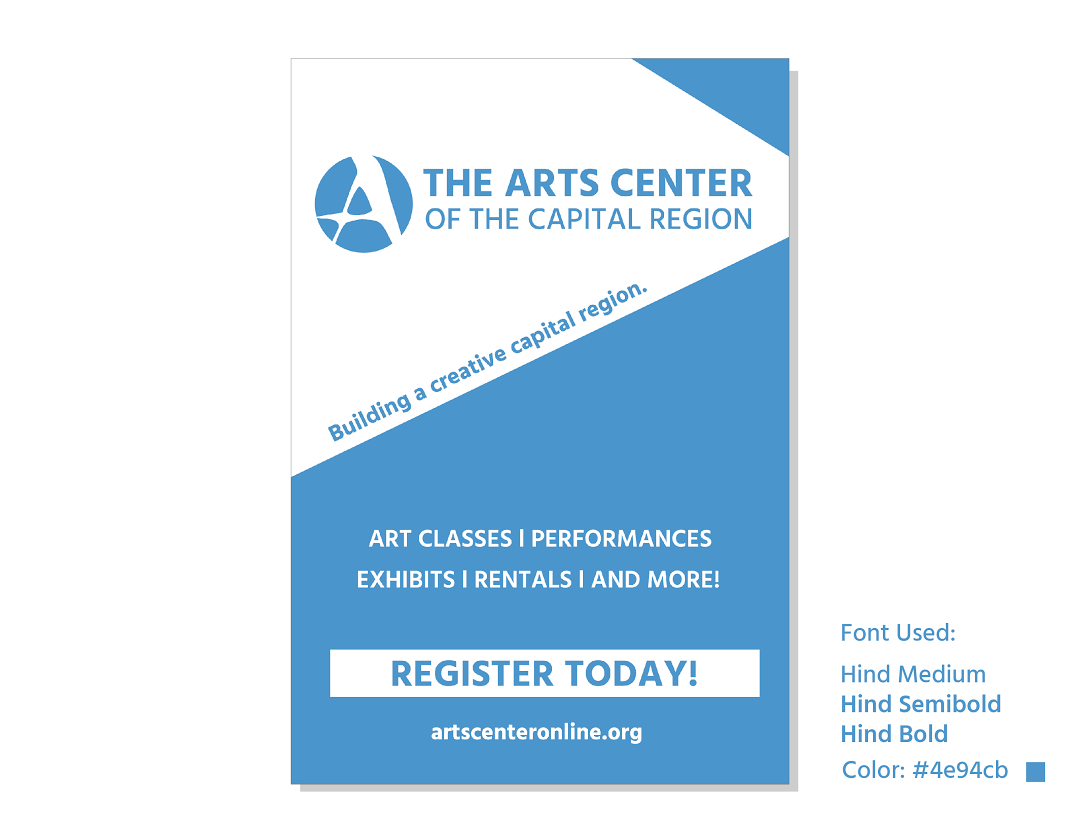 THE ARTS CENTER
OF THE CAPITAL REGION
Building a creative capital region.
ART CLASSES | PERFORMANCES
EXHIBITS | RENTALS | AND MORE!
REGISTER TODAY!
artscenteronline.org
Font Used:
Hind Medium
Hind Semibold
Hind Bold
Color: #4e94cb